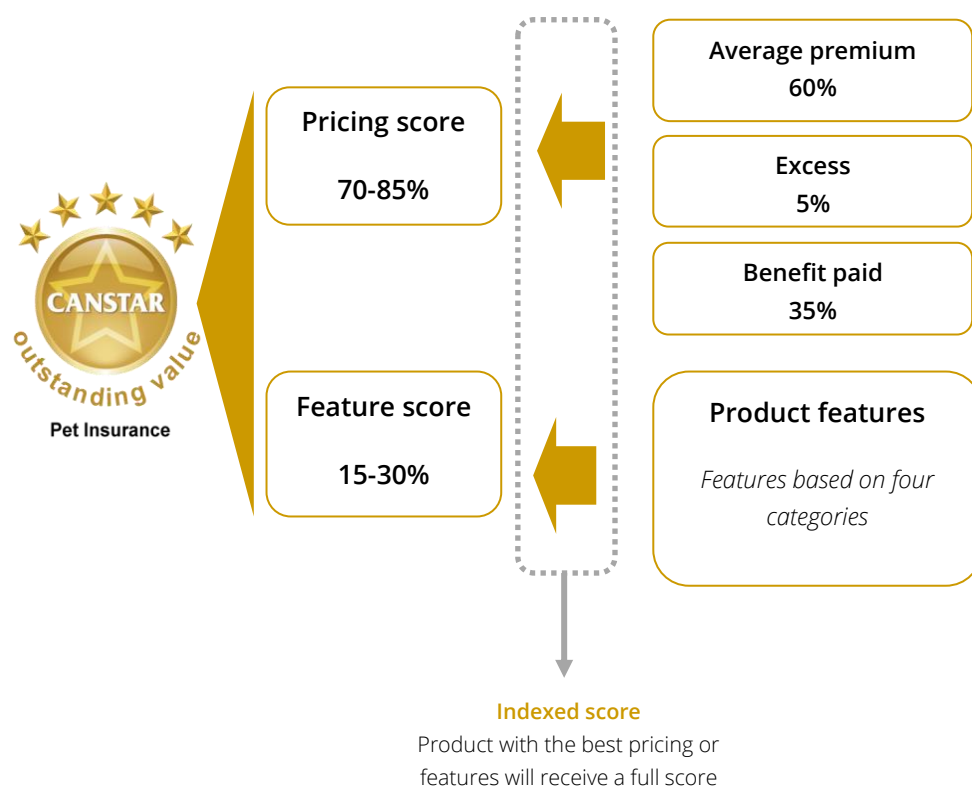 Average premium
60%
Pricing score
70-85%
Excess
5%
Benefit paid
35%
CANSTAR
outstanding value
Pet Insurance
Feature score
15-30%
Product features
Features based on four
categories
Indexed score
Product with the best pricing or
features will receive a full score